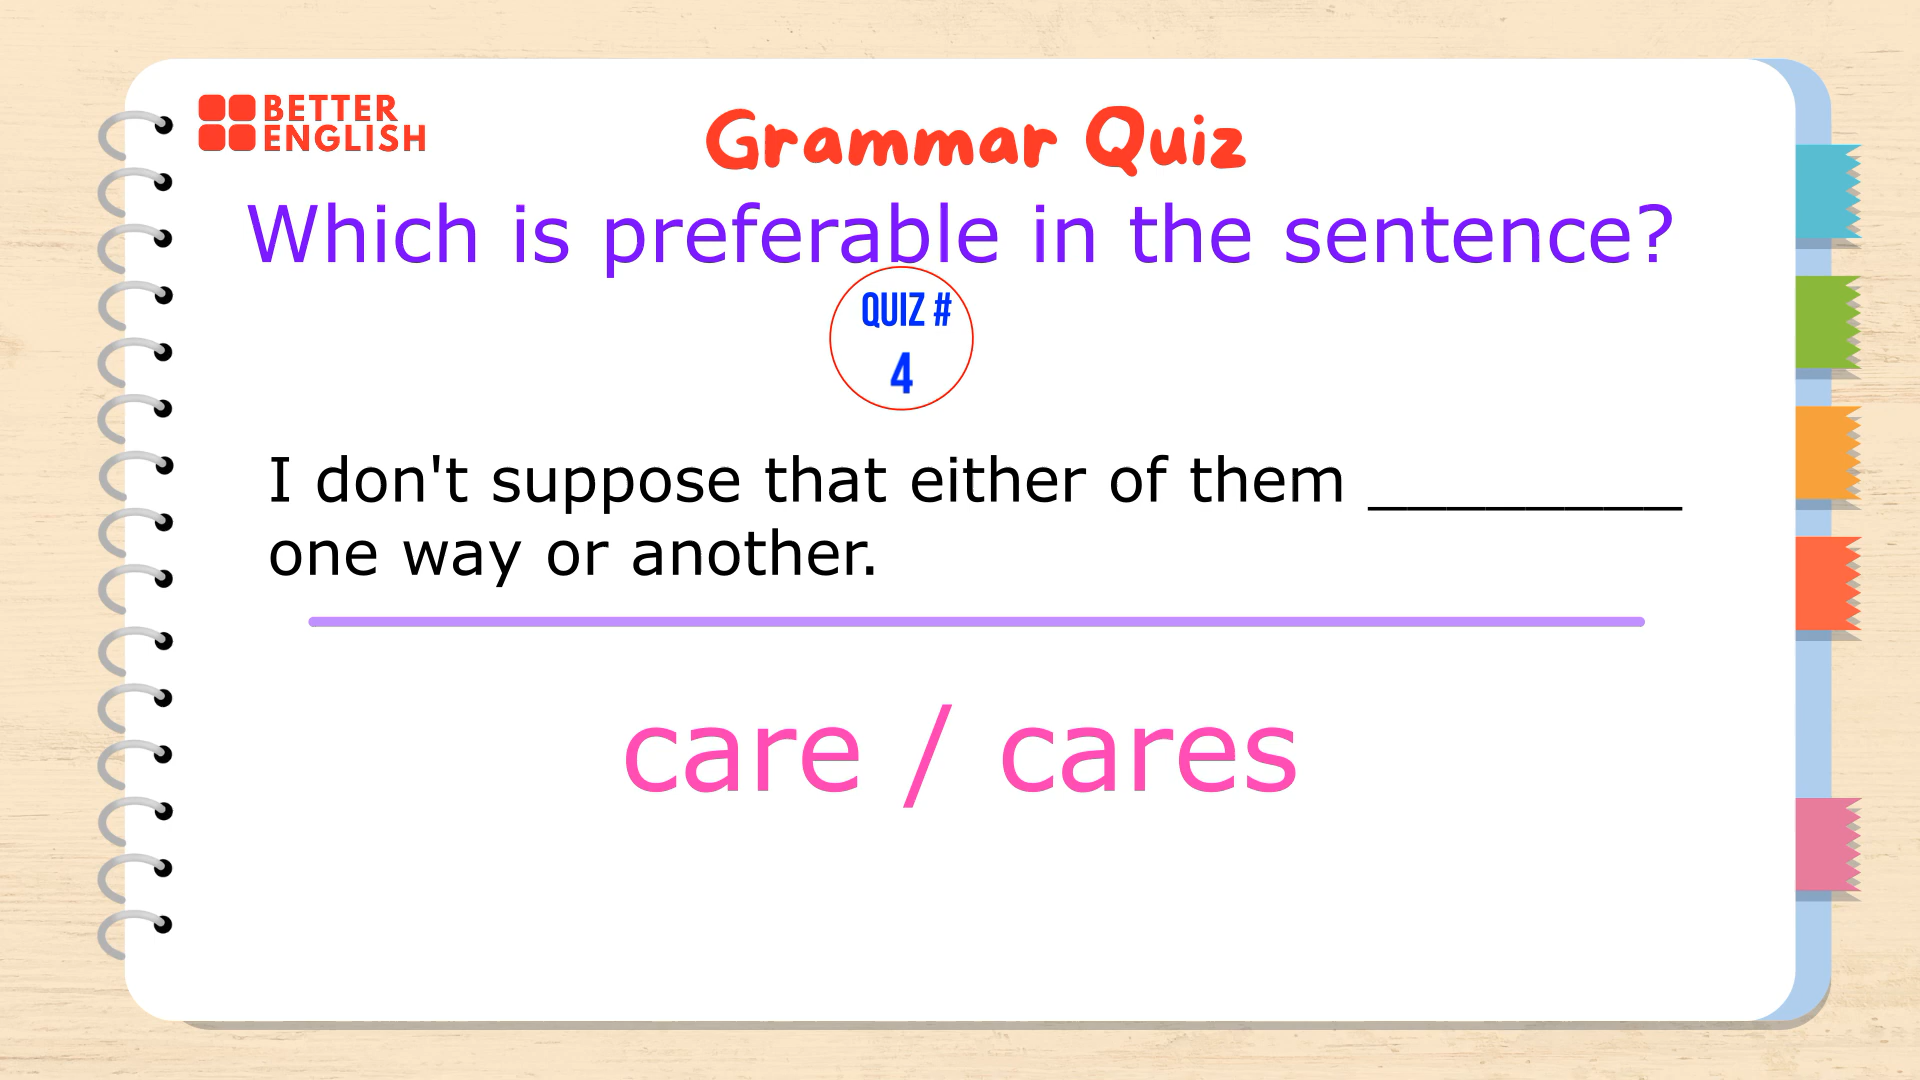 BETTER
ENGLISH
Grammar Quiz
Which is preferable in the sentence?
QUIZ #
4
I don't suppose that either of them ________
one way or another.
care / cares